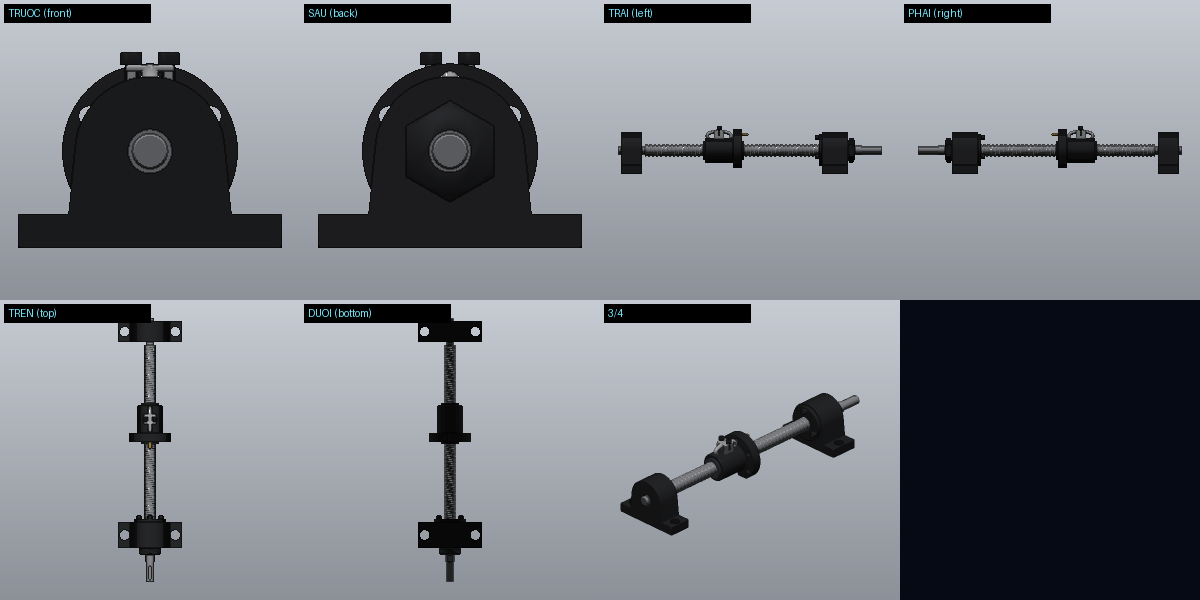 TRUOC (front)
SAU (back)
TRAI (left)
PHAI (right)
TREN (top)
DUOI (bottom)
3/4